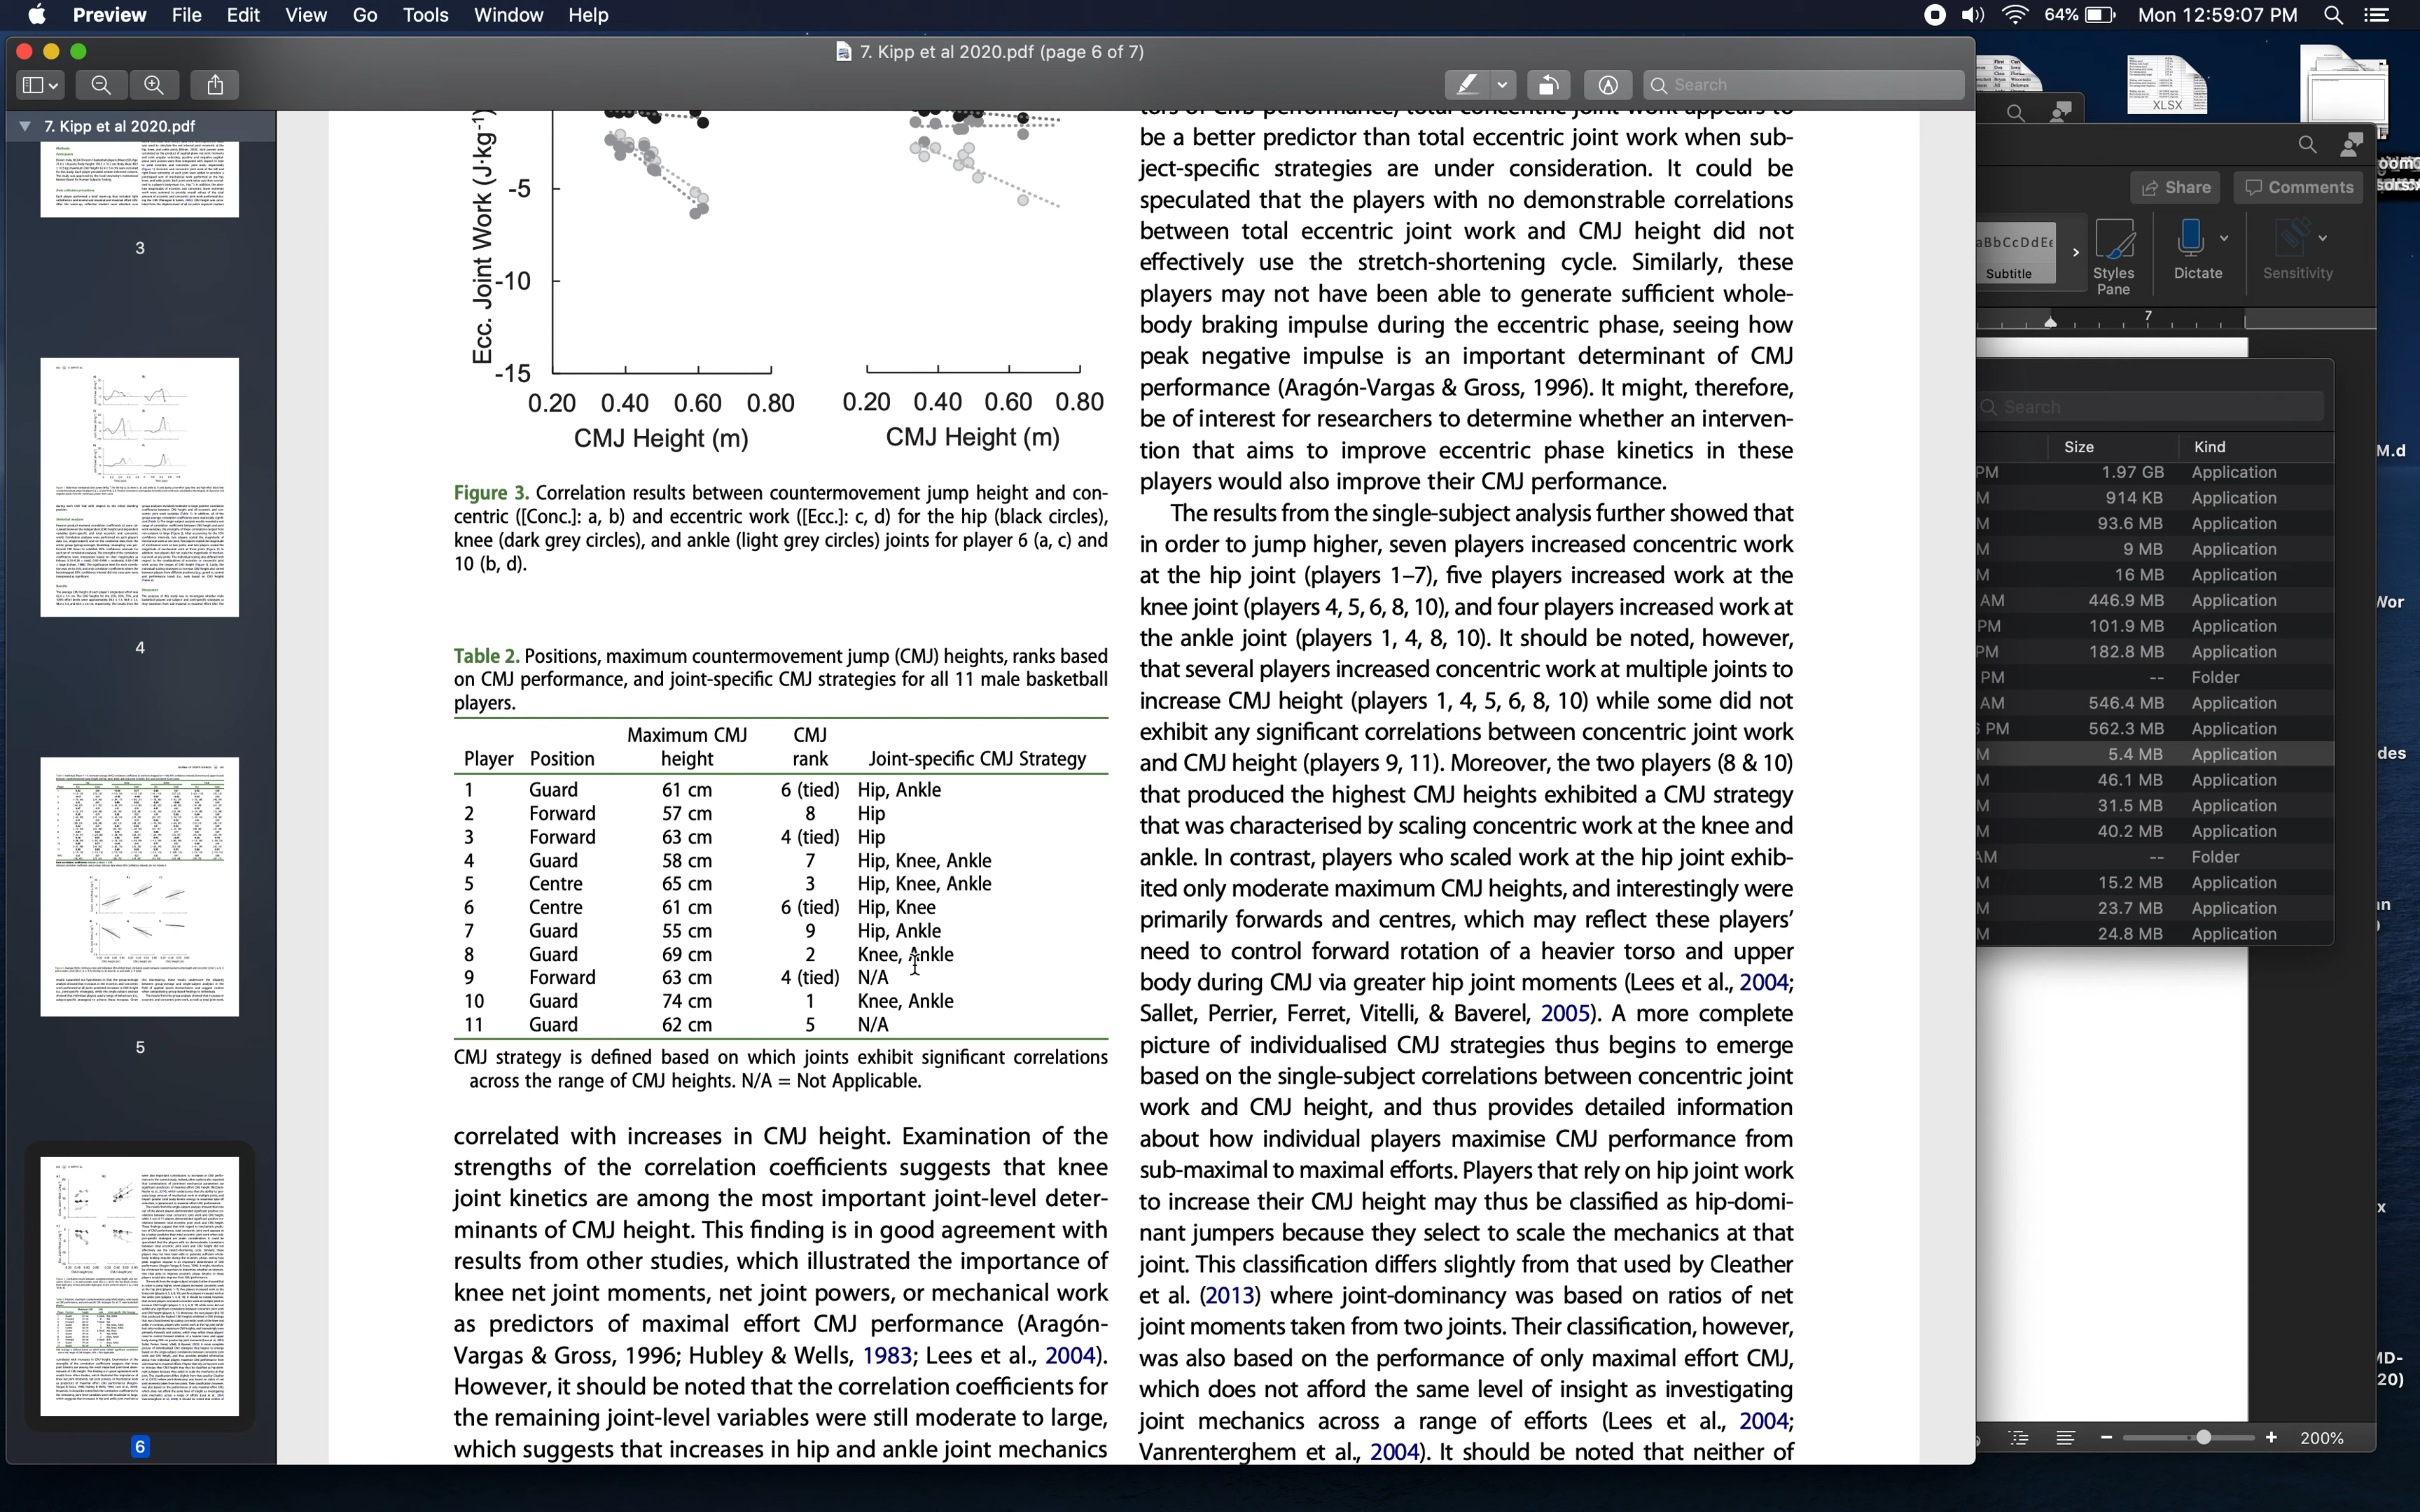 Preview File Edit View Go Tools Window Help
64% Mon 12:59:07 PM
7. Kipp et al 2020.pdf (page 6 of 7)
Search
7. Kipp et al 2020.pdf
3
4
5
6
Ecc. Joint Work (J·kg-1)
-5
-10
-15
0.20 0.40 0.60 0.80
CMJ Height (m)
0.20 0.40 0.60 0.80
CMJ Height (m)
Figure 3. Correlation results between countermovement jump height and con-
centric ([Conc.]: a, b) and eccentric work ([Ecc.]: c, d) for the hip (black circles),
knee (dark grey circles), and ankle (light grey circles) joints for player 6 (a, c) and
10 (b, d).
Table 2. Positions, maximum countermovement jump (CMJ) heights, ranks based
on CMJ performance, and joint-specific CMJ strategies for all 11 male basketball
players.
Player Position Maximum CMJ height CMJ rank Joint-specific CMJ Strategy
1 Guard 61 cm 6 (tied) Hip, Ankle
2 Forward 57 cm 8 Hip
3 Forward 63 cm 4 (tied) Hip
4 Guard 58 cm 7 Hip, Knee, Ankle
5 Centre 65 cm 3 Hip, Knee, Ankle
6 Centre 61 cm 6 (tied) Hip, Knee
7 Guard 55 cm 9 Hip, Ankle
8 Guard 69 cm 2 Knee, Ankle
9 Forward 63 cm 4 (tied) N/A
10 Guard 74 cm 1 Knee, Ankle
11 Guard 62 cm 5 N/A
CMJ strategy is defined based on which joints exhibit significant correlations
across the range of CMJ heights. N/A = Not Applicable.
correlated with increases in CMJ height. Examination of the
strengths of the correlation coefficients suggests that knee
joint kinetics are among the most important joint-level deter-
minants of CMJ height. This finding is in good agreement with
results from other studies, which illustrated the importance of
knee net joint moments, net joint powers, or mechanical work
as predictors of maximal effort CMJ performance (Aragón-
Vargas & Gross, 1996; Hubley & Wells, 1983; Lees et al., 2004).
However, it should be noted that the correlation coefficients for
the remaining joint-level variables were still moderate to large,
which suggests that increases in hip and ankle joint mechanics
tors of CMJ performance, total concentric joint work appears to
be a better predictor than total eccentric joint work when sub-
ject-specific strategies are under consideration. It could be
speculated that the players with no demonstrable correlations
between total eccentric joint work and CMJ height did not
effectively use the stretch-shortening cycle. Similarly, these
players may not have been able to generate sufficient whole-
body braking impulse during the eccentric phase, seeing how
peak negative impulse is an important determinant of CMJ
performance (Aragón-Vargas & Gross, 1996). It might, therefore,
be of interest for researchers to determine whether an interven-
tion that aims to improve eccentric phase kinetics in these
players would also improve their CMJ performance.
The results from the single-subject analysis further showed that
in order to jump higher, seven players increased concentric work
at the hip joint (players 1–7), five players increased work at the
knee joint (players 4, 5, 6, 8, 10), and four players increased work at
the ankle joint (players 1, 4, 8, 10). It should be noted, however,
that several players increased concentric work at multiple joints to
increase CMJ height (players 1, 4, 5, 6, 8, 10) while some did not
exhibit any significant correlations between concentric joint work
and CMJ height (players 9, 11). Moreover, the two players (8 & 10)
that produced the highest CMJ heights exhibited a CMJ strategy
that was characterised by scaling concentric work at the knee and
ankle. In contrast, players who scaled work at the hip joint exhib-
ited only moderate maximum CMJ heights, and interestingly were
primarily forwards and centres, which may reflect these players’
need to control forward rotation of a heavier torso and upper
body during CMJ via greater hip joint moments (Lees et al., 2004;
Sallet, Perrier, Ferret, Vitelli, & Baverel, 2005). A more complete
picture of individualised CMJ strategies thus begins to emerge
based on the single-subject correlations between concentric joint
work and CMJ height, and thus provides detailed information
about how individual players maximise CMJ performance from
sub-maximal to maximal efforts. Players that rely on hip joint work
to increase their CMJ height may thus be classified as hip-domi-
nant jumpers because they select to scale the mechanics at that
joint. This classification differs slightly from that used by Cleather
et al. (2013) where joint-dominancy was based on ratios of net
joint moments taken from two joints. Their classification, however,
was also based on the performance of only maximal effort CMJ,
which does not afford the same level of insight as investigating
joint mechanics across a range of efforts (Lees et al., 2004;
Vanrenterghem et al., 2004). It should be noted that neither of
XLSX
Share Comments
Subtitle
Styles Pane
Dictate
Sensitivity
7
Search
Size Kind
PM 1.97 GB Application
M 914 KB Application
M 93.6 MB Application
M 9 MB Application
M 16 MB Application
AM 446.9 MB Application
PM 101.9 MB Application
PM 182.8 MB Application
PM -- Folder
AM 546.4 MB Application
PM 562.3 MB Application
M 5.4 MB Application
M 46.1 MB Application
M 31.5 MB Application
M 40.2 MB Application
AM -- Folder
M 15.2 MB Application
M 23.7 MB Application
M 24.8 MB Application
M.d
des
20)
200%